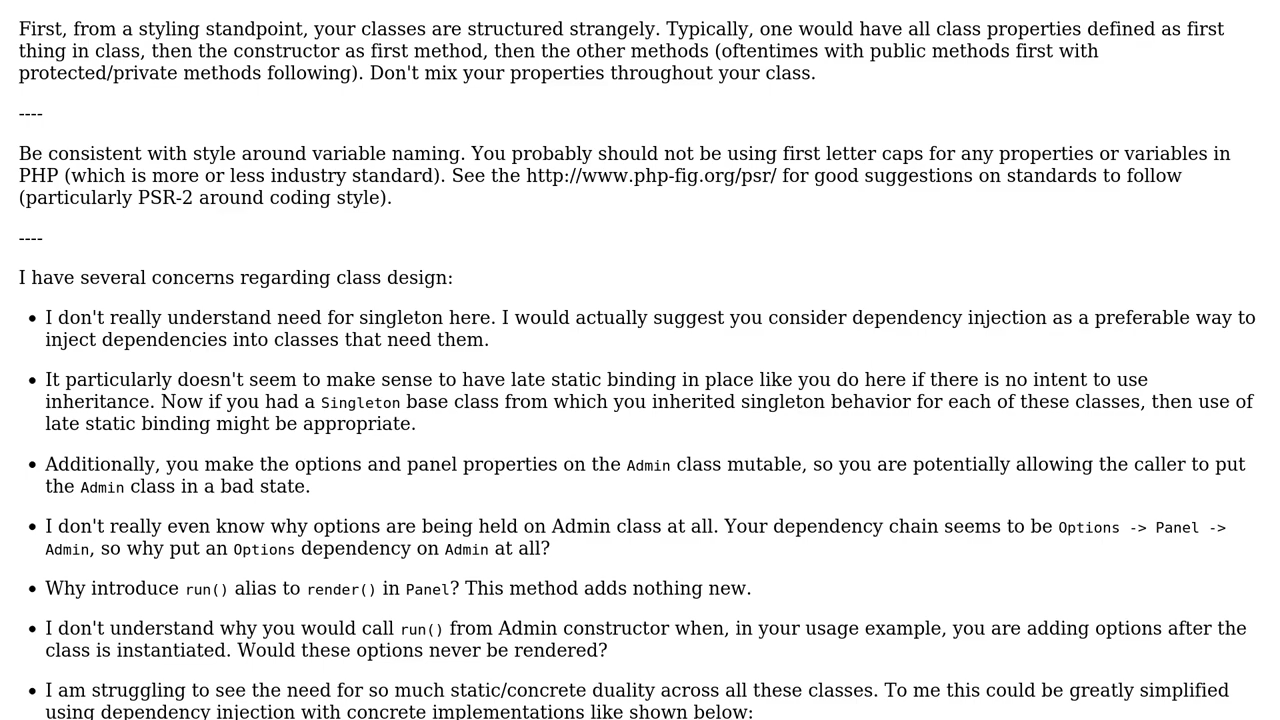 First, from a styling standpoint, your classes are structured strangely. Typically, one would have all class properties defined as first
thing in class, then the constructor as first method, then the other methods (oftentimes with public methods first with
protected/private methods following). Don't mix your properties throughout your class.
----
Be consistent with style around variable naming. You probably should not be using first letter caps for any properties or variables in
PHP (which is more or less industry standard). See the http://www.php-fig.org/psr/ for good suggestions on standards to follow
(particularly PSR-2 around coding style).
----
I have several concerns regarding class design:
• I don't really understand need for singleton here. I would actually suggest you consider dependency injection as a preferable way to
inject dependencies into classes that need them.
• It particularly doesn't seem to make sense to have late static binding in place like you do here if there is no intent to use
inheritance. Now if you had a Singleton base class from which you inherited singleton behavior for each of these classes, then use of
late static binding might be appropriate.
• Additionally, you make the options and panel properties on the Admin class mutable, so you are potentially allowing the caller to put
the Admin class in a bad state.
• I don't really even know why options are being held on Admin class at all. Your dependency chain seems to be Options -> Panel ->
Admin, so why put an Options dependency on Admin at all?
• Why introduce run() alias to render() in Panel? This method adds nothing new.
• I don't understand why you would call run() from Admin constructor when, in your usage example, you are adding options after the
class is instantiated. Would these options never be rendered?
• I am struggling to see the need for so much static/concrete duality across all these classes. To me this could be greatly simplified
using dependency injection with concrete implementations like shown below: